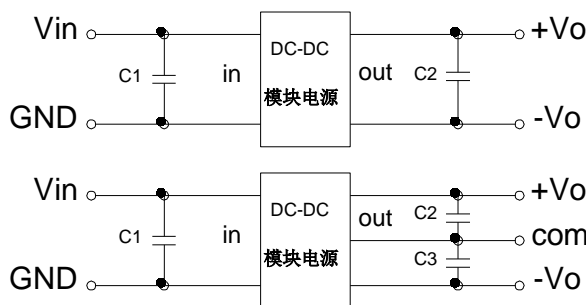 Vin
DC-DC
+Vo
C1
in
out
C2
模块电源
GND
-Vo
Vin
DC-DC
+Vo
out
C2
C1
in
com
模块电源
C3
GND
-Vo